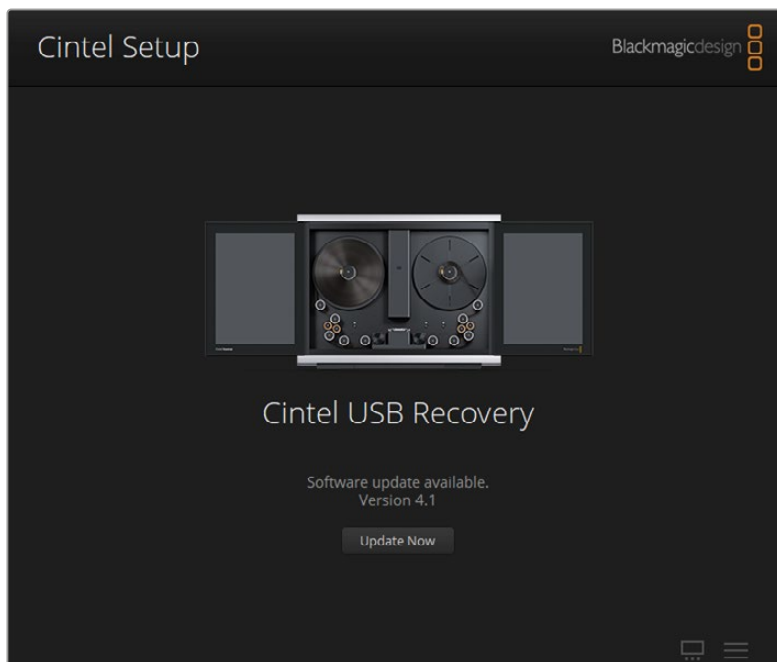 Cintel Setup
Blackmagicdesign
Cintel USB Recovery
Software update available.
Version 4.1
Update Now